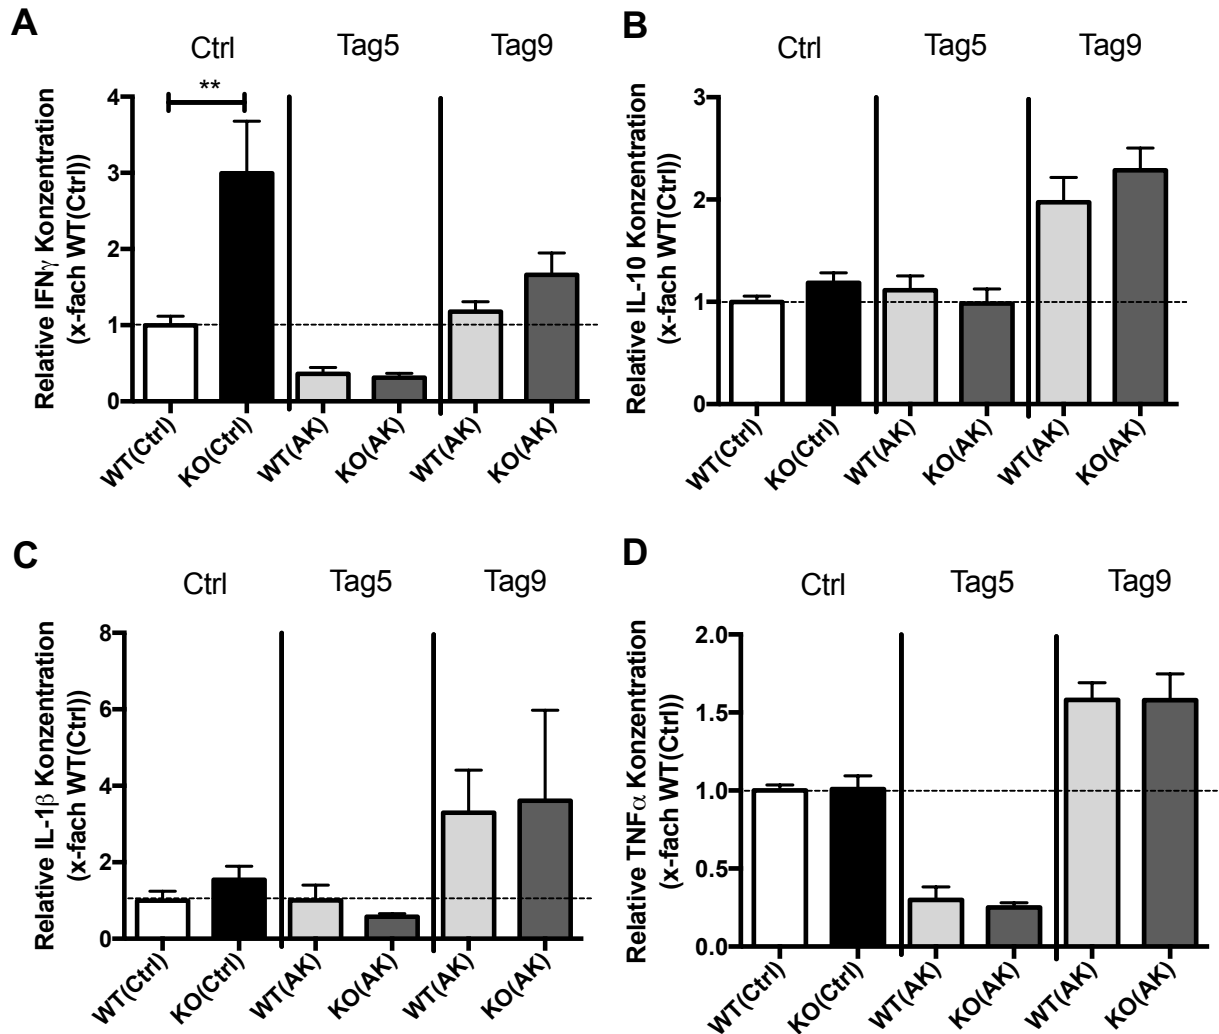 A
Ctrl
Tag5
Tag9
**
Relative IFNγ Konzentration
(x-fach WT(Ctrl))
4
3
2
1
0
WT(Ctrl)
KO(Ctrl)
WT(AK)
KO(AK)
WT(AK)
KO(AK)
B
Ctrl
Tag5
Tag9
Relative IL-10 Konzentration
(x-fach WT(Ctrl))
3
2
1
0
WT(Ctrl)
KO(Ctrl)
WT(AK)
KO(AK)
WT(AK)
KO(AK)
C
Ctrl
Tag5
Tag9
Relative IL-1β Konzentration
(x-fach WT(Ctrl))
8
6
4
2
0
WT(Ctrl)
KO(Ctrl)
WT(AK)
KO(AK)
WT(AK)
KO(AK)
D
Ctrl
Tag5
Tag9
Relative TNFα Konzentration
(x-fach WT(Ctrl))
2.0
1.5
1.0
0.5
0.0
WT(Ctrl)
KO(Ctrl)
WT(AK)
KO(AK)
WT(AK)
KO(AK)